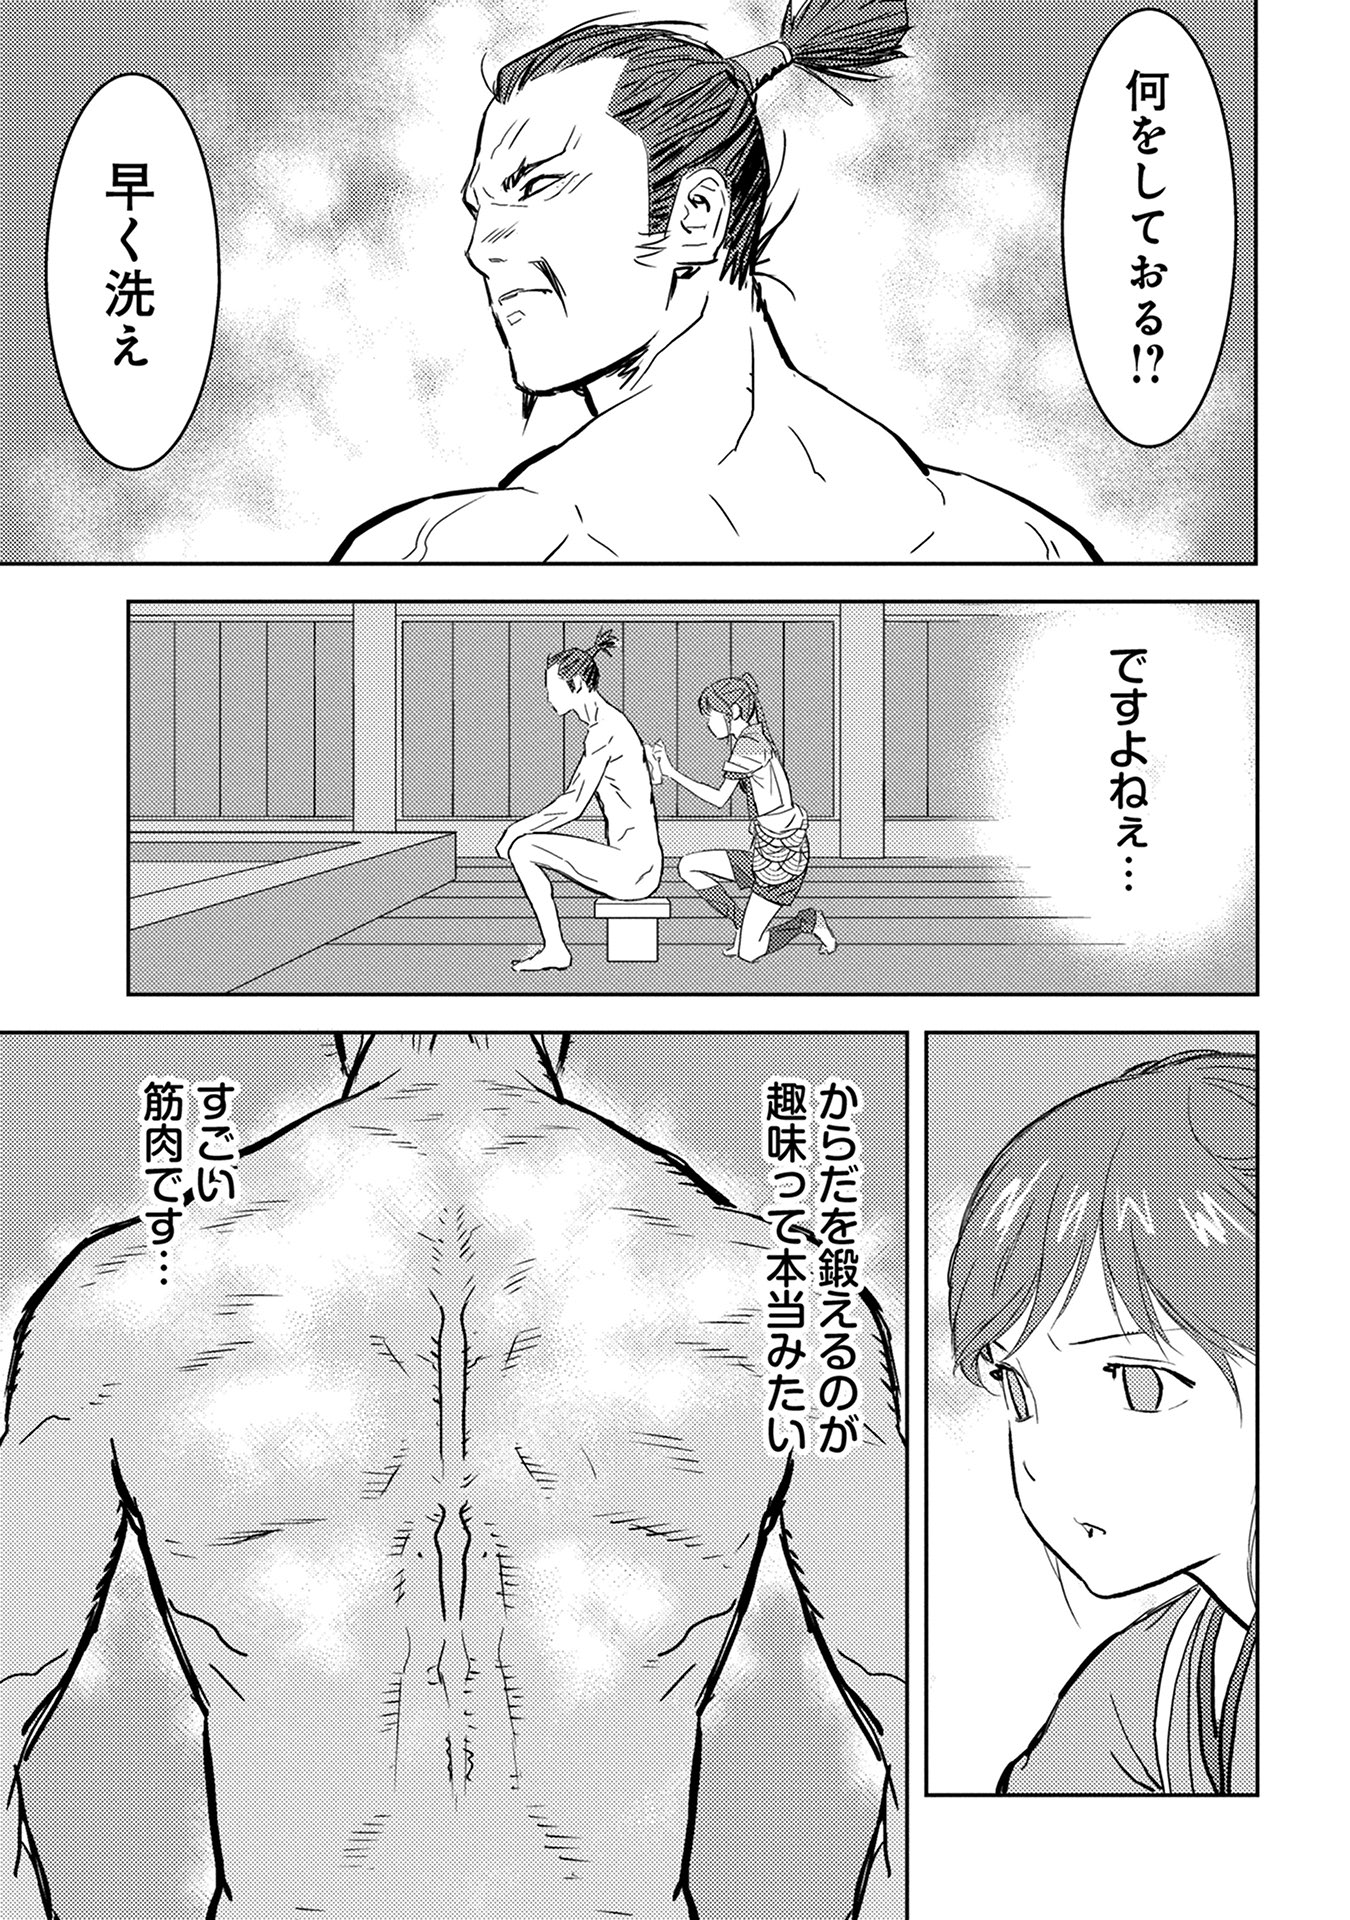 何をしておる!?
早く洗え
ですよねぇ…
からだを鍛えるのが
趣味って本当みたい
すごい
筋肉です…